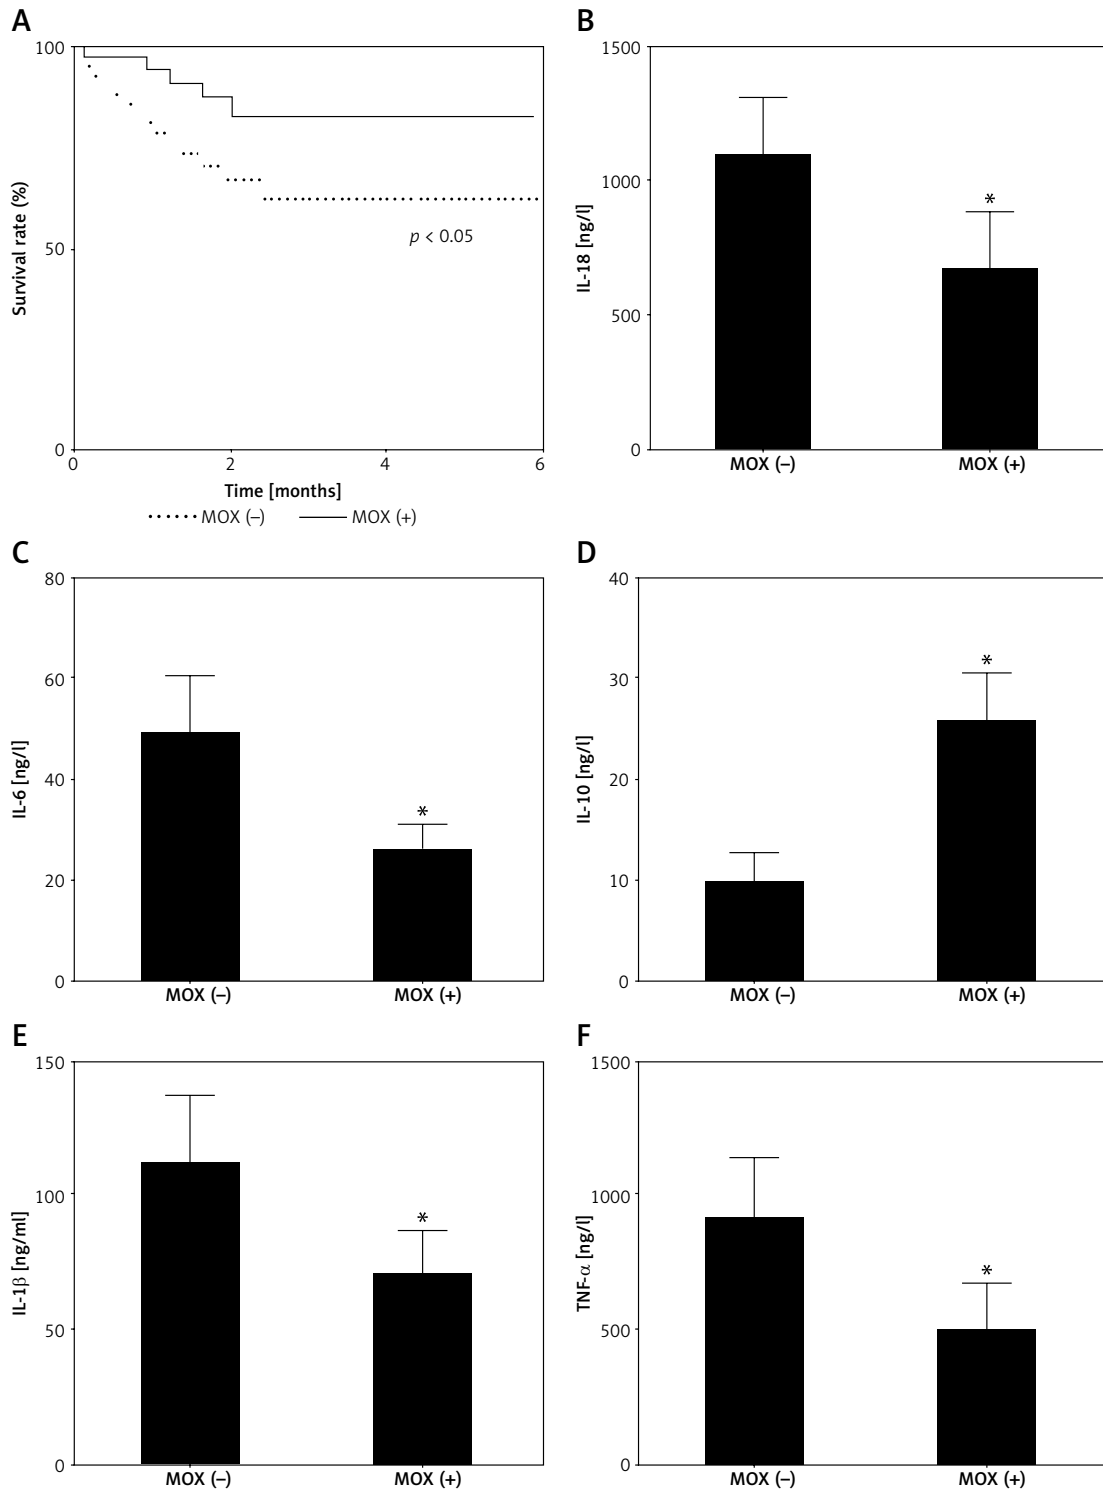 A
100
50
0
Survival rate (%)
p < 0.05
0 2 4 6
Time [months]
MOX (–) MOX (+)
B
1500
1000
500
0
IL-18 [ng/l]
*
MOX (–) MOX (+)
C
80
60
40
20
0
IL-6 [ng/l]
*
MOX (–) MOX (+)
D
40
30
20
10
0
IL-10 [ng/l]
*
MOX (–) MOX (+)
E
150
100
50
0
IL-1β [ng/ml]
*
MOX (–) MOX (+)
F
1500
1000
500
0
TNF-α [ng/l]
*
MOX (–) MOX (+)